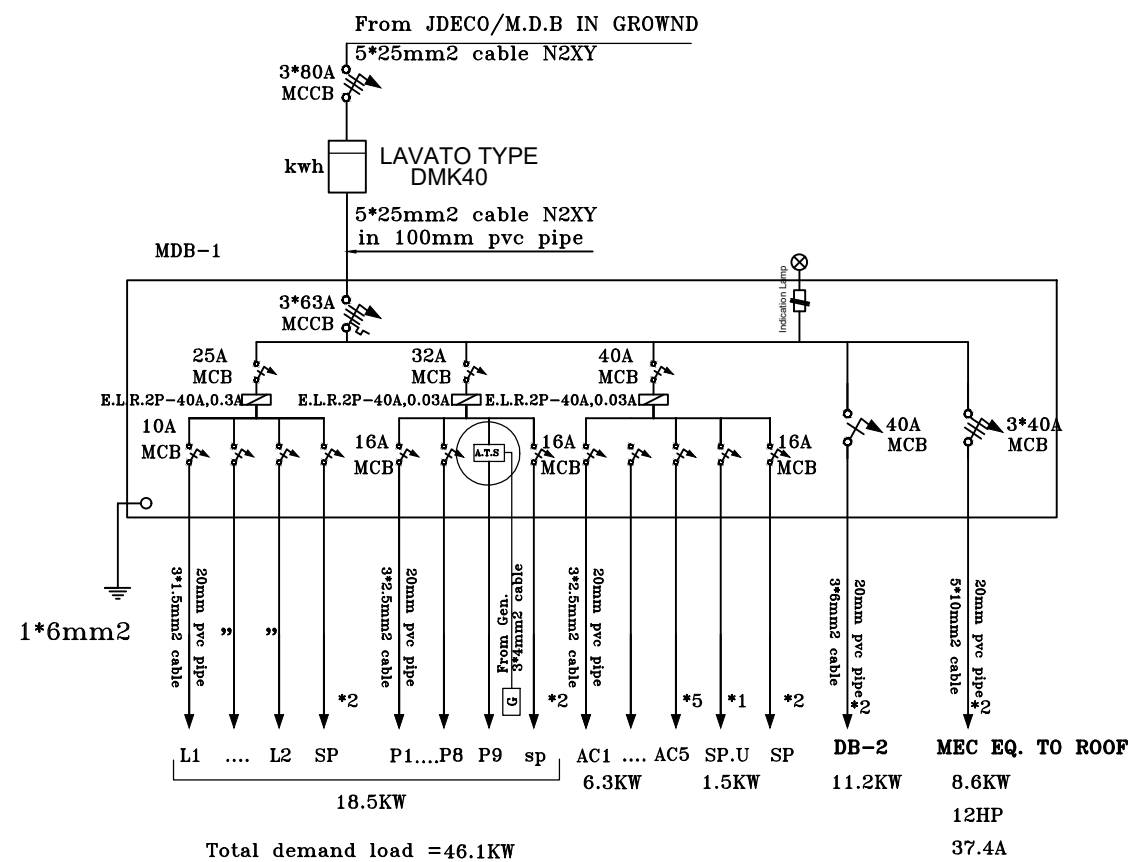 From JDECO/M.D.B IN GROWND
5*25mm2 cable N2XY
3*80A
MCCB
kwh
LAVATO TYPE
DMK40
5*25mm2 cable N2XY
in 100mm pvc pipe
MDB-1
Indication Lamp
3*63A
MCCB
25A
MCB
32A
MCB
40A
MCB
E.L.R.2P-40A,0.3A
E.L.R.2P-40A,0.03A
E.L.R.2P-40A,0.03A
10A
MCB
16A
MCB
A.T.S
16A
MCB
16A
MCB
40A
MCB
3*40A
MCB
1*6mm2
3*1.5mm2 cable
20mm pvc pipe
”
”
*2
3*2.5mm2 cable
20mm pvc pipe
From Gen.
3*4mm2 cable
G
*2
3*2.5mm2 cable
20mm pvc pipe
*5
*1
*2
3*6mm2 cable
20mm pvc pipe
*2
5*10mm2 cable
20mm pvc pipe
*2
L1 .... L2 SP P1....P8 P9 sp AC1 .... AC5 SP.U SP DB-2 MEC EQ. TO ROOF
6.3KW 1.5KW 11.2KW 8.6KW
18.5KW
12HP
37.4A
Total demand load =46.1KW